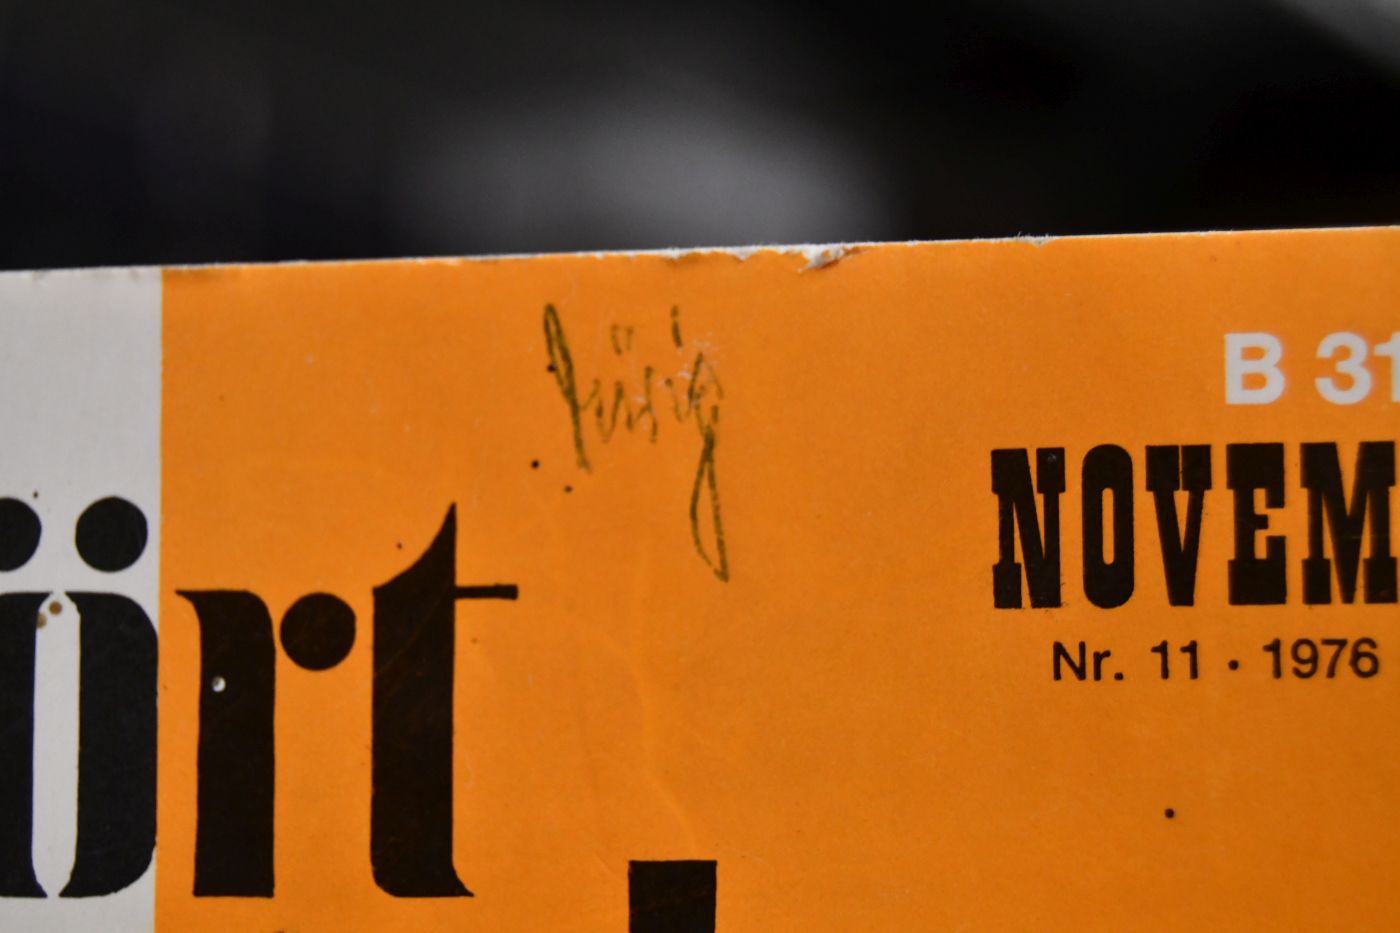 B 31
NOVEM
Nr. 11 · 1976
ört